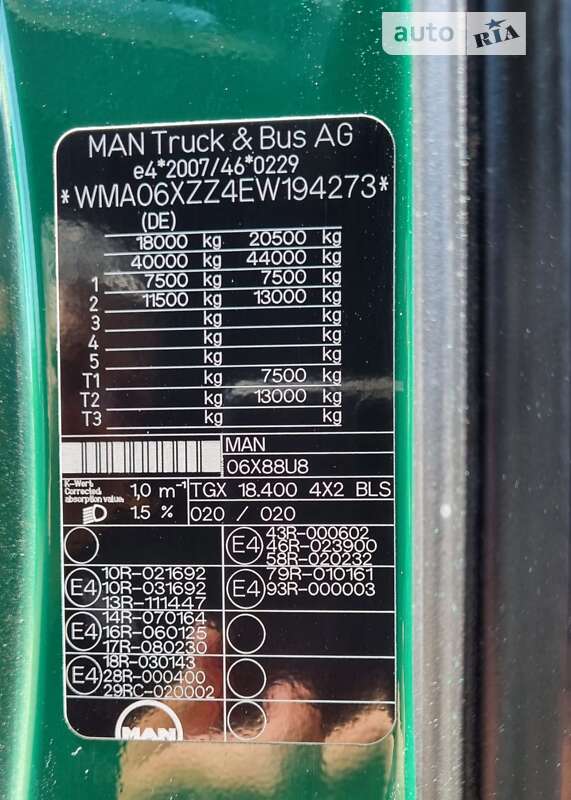 auto RIA
MAN Truck & Bus AG
e4*2007/46*0229
*WMA06XZZ4EW194273*
(DE)
18000 kg 20500 kg
40000 kg 44000 kg
1 7500 kg 7500 kg
2 11500 kg 13000 kg
3 kg kg
4 kg kg
5 kg kg
T1 kg 7500 kg
T2 kg 13000 kg
T3 kg kg
MAN
06X88U8
K-Wert:
Corrected
absorption value:
1,0 m⁻¹
TGX 18.400 4X2 BLS
1.5 %
020 / 020
E4 43R-000602
46R-023900
58R-020232
E4 10R-021692
10R-031692
13R-111447
E4 79R-010161
93R-000003
E4 14R-070164
16R-060125
17R-080230
E4 18R-030143
28R-000400
29RC-020002
MAN